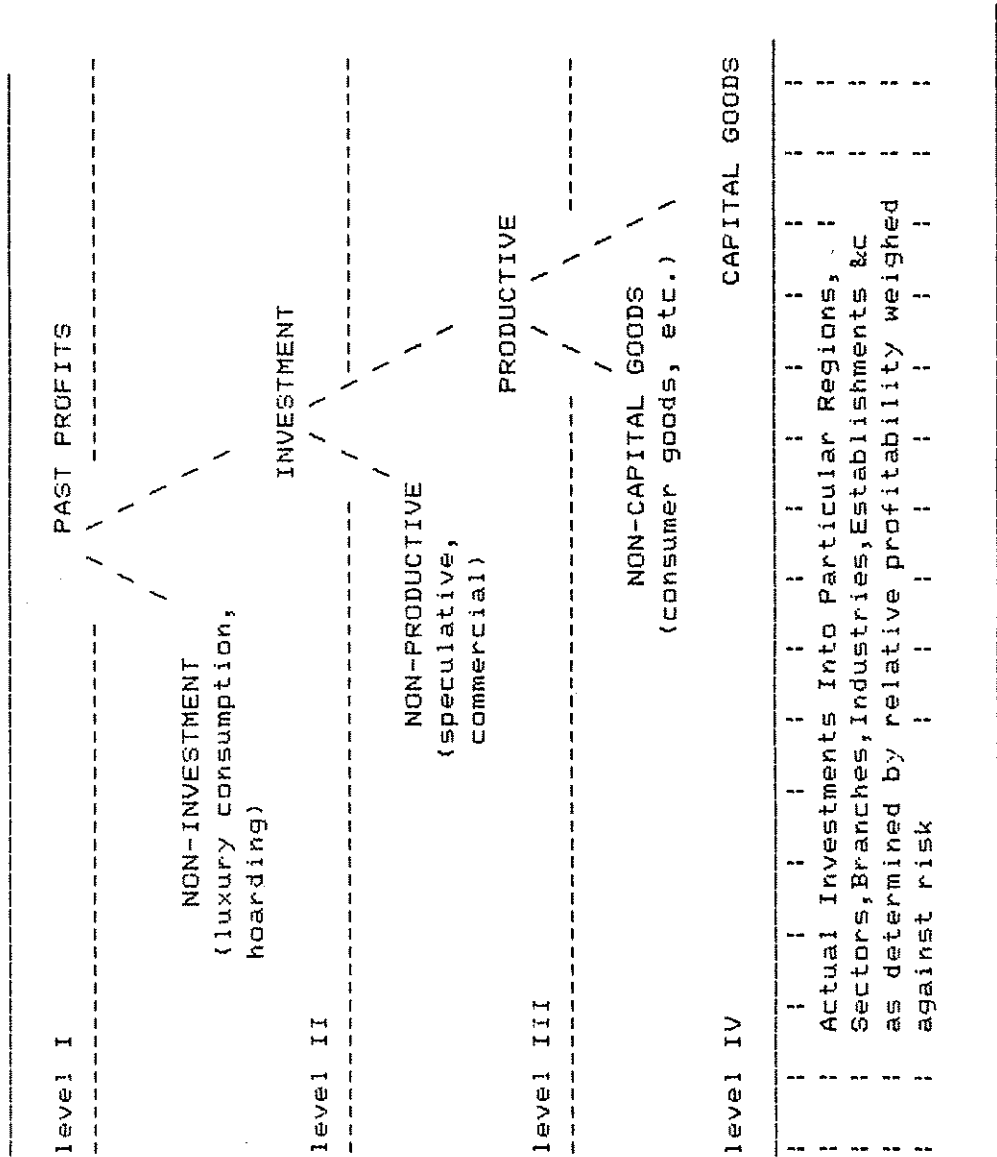 level I PAST PROFITS
NON-INVESTMENT
(luxury consumption,
hoarding)
level II INVESTMENT
NON-PRODUCTIVE
(speculative,
commercial)
level III PRODUCTIVE
NON-CAPITAL GOODS
(consumer goods, etc.)
level IV CAPITAL GOODS
Actual Investments Into Particular Regions,
Sectors,Branches,Industries,Establishments &c
as determined by relative profitability weighed
against risk